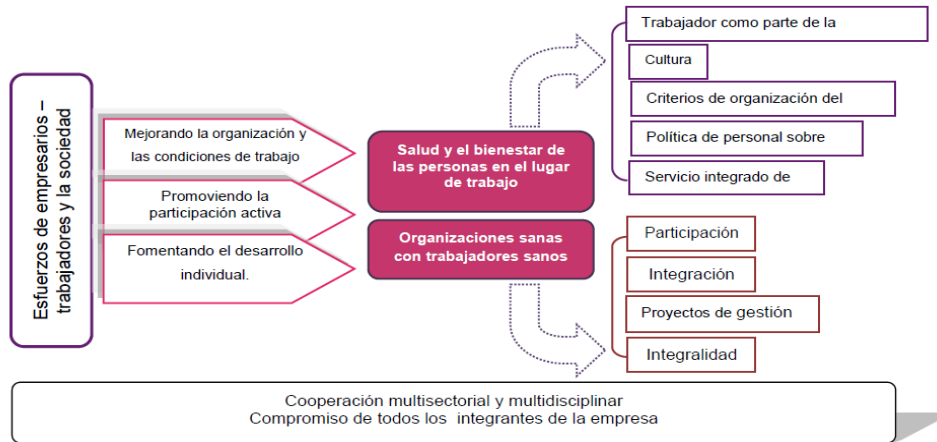 Esfuerzos de empresarios –
trabajadores y la sociedad
Mejorando la organización y
las condiciones de trabajo
Promoviendo la
participación activa
Fomentando el desarrollo
individual.
Salud y el bienestar de
las personas en el lugar
de trabajo
Organizaciones sanas
con trabajadores sanos
Trabajador como parte de la
Cultura
Criterios de organización del
Política de personal sobre
Servicio integrado de
Participación
Integración
Proyectos de gestión
Integralidad
Cooperación multisectorial y multidisciplinar
Compromiso de todos los integrantes de la empresa